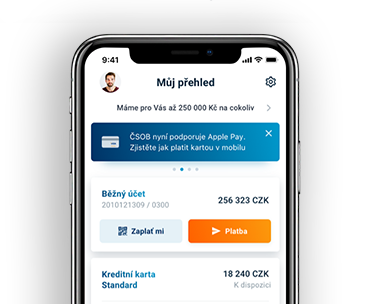 9:41
Můj přehled
Máme pro Vás až 250 000 Kč na cokoliv
ČSOB nyní podporuje Apple Pay.
Zjistěte jak platit kartou v mobilu
Běžný účet
2010121309 / 0300
256 323 CZK
Zaplať mi
Platba
Kreditní karta
Standard
18 240 CZK
K dispozici